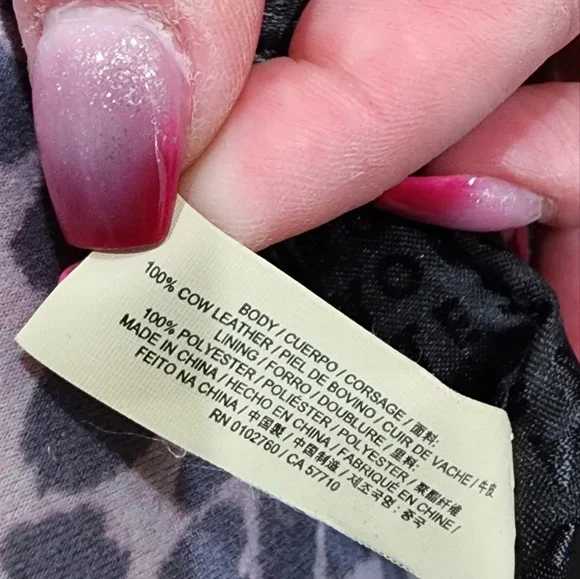 BODY / CUERPO / CORSAGE / 面料:
100% COW LEATHER / PIEL DE BOVINO / CUIR DE VACHE / 牛皮
LINING / FORRO / DOUBLURE / 里料:
100% POLYESTER / POLIÉSTER / POLYESTER / 聚酯纤维
MADE IN CHINA / HECHO EN CHINA / FABRIQUÉ EN CHINE /
FEITO NA CHINA / 中国製 / 中国制造 / 제조국명: 중국
RN 0102760 / CA 57710